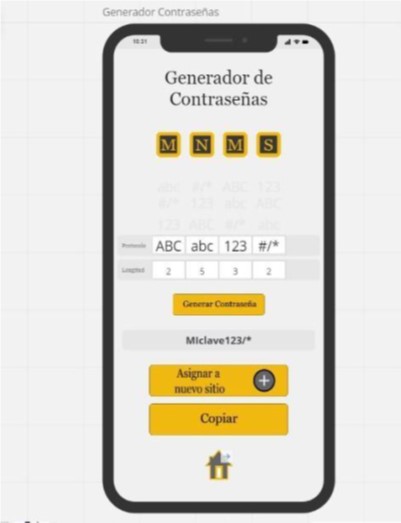 Generador Contraseñas
10:31
Generador de
Contraseñas
M N M S
abc #/* ABC 123
#/* 123 abc ABC
123 ABC #/* abc
ABC abc 123 #/*
Longitud 2 5 3 2
Generar Contraseña
MIclave123/*
Asignar a
nuevo sitio
Copiar